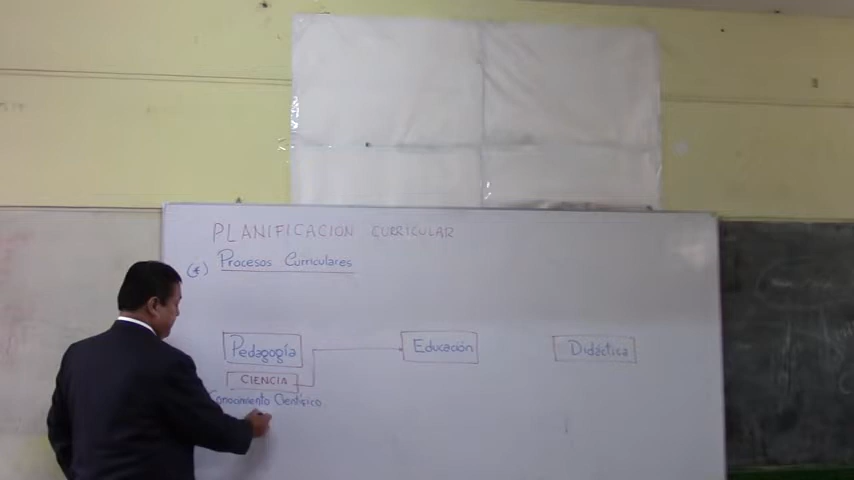 PLANIFICACION CURRICULAR
(*) Procesos Curriculares
Pedagogía Educación Didáctica
CIENCIA
Conocimiento Científico